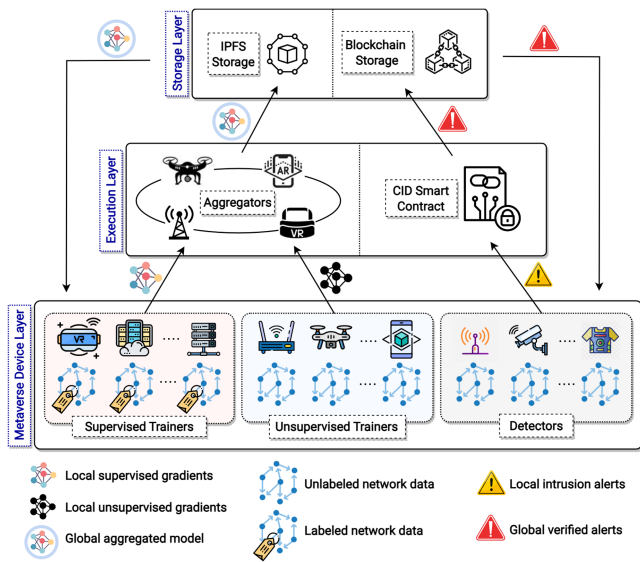 Storage Layer
IPFS
Storage
Blockchain
Storage
Execution Layer
AR
Aggregators
VR
CID Smart
Contract
Metaverse Device Layer
VR
Supervised Trainers
Unsupervised Trainers
Detectors
Local supervised gradients
Unlabeled network data
Local intrusion alerts
Local unsupervised gradients
Labeled network data
Global verified alerts
Global aggregated model